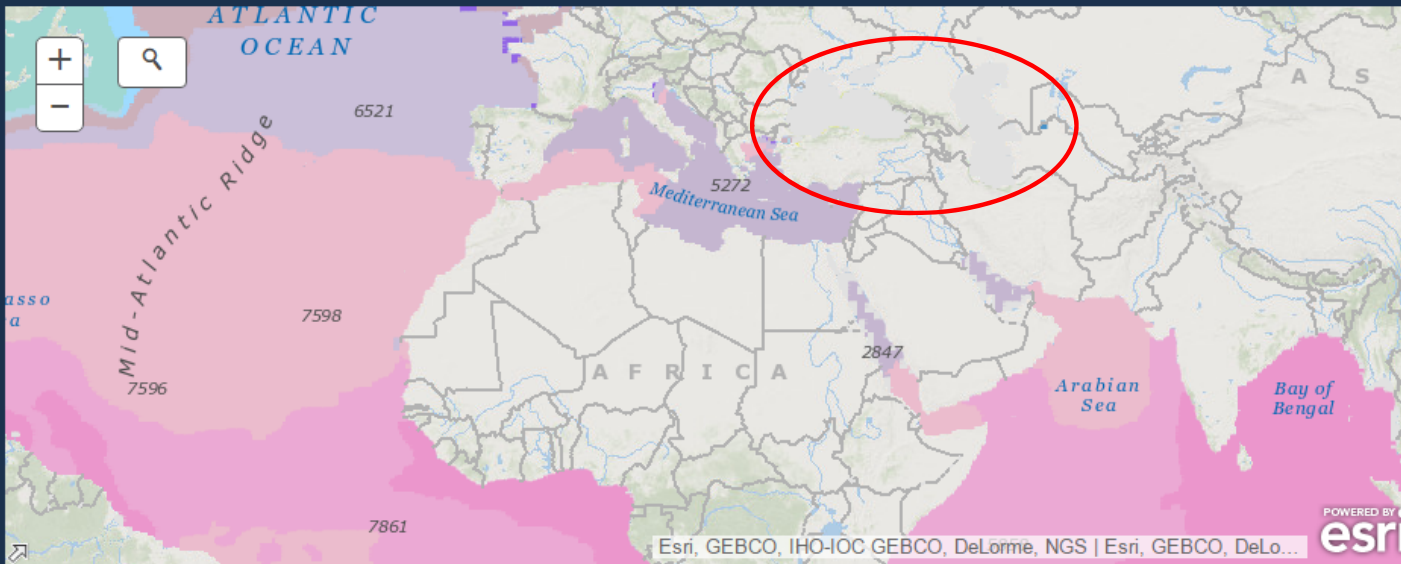 ATLANTIC
OCEAN
+
−
6521
A S
Mid-Atlantic Ridge
5272
Mediterranean Sea
asso
a
7598
7596
2847
AFRICA
Arabian
Sea
Bay of
Bengal
7861
POWERED BY
esri
Esri, GEBCO, IHO-IOC GEBCO, DeLorme, NGS | Esri, GEBCO, DeLo...